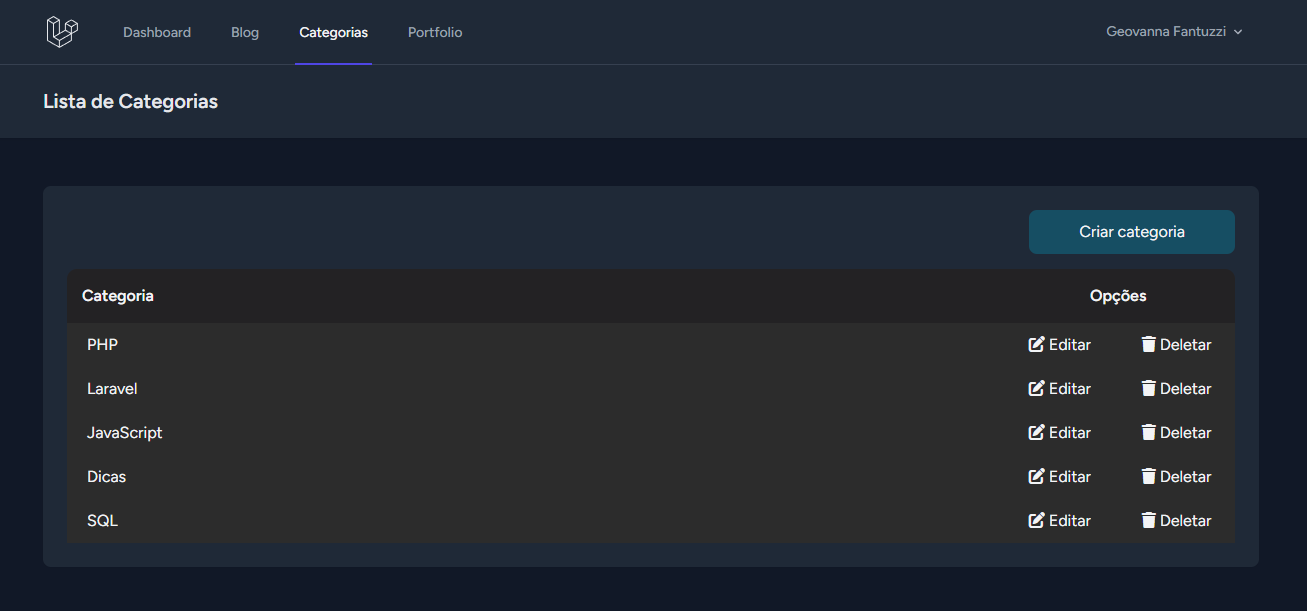 Dashboard Blog Categorias Portfolio Geovanna Fantuzzi
Lista de Categorias
Criar categoria
Categoria Opções
PHP Editar Deletar
Laravel Editar Deletar
JavaScript Editar Deletar
Dicas Editar Deletar
SQL Editar Deletar